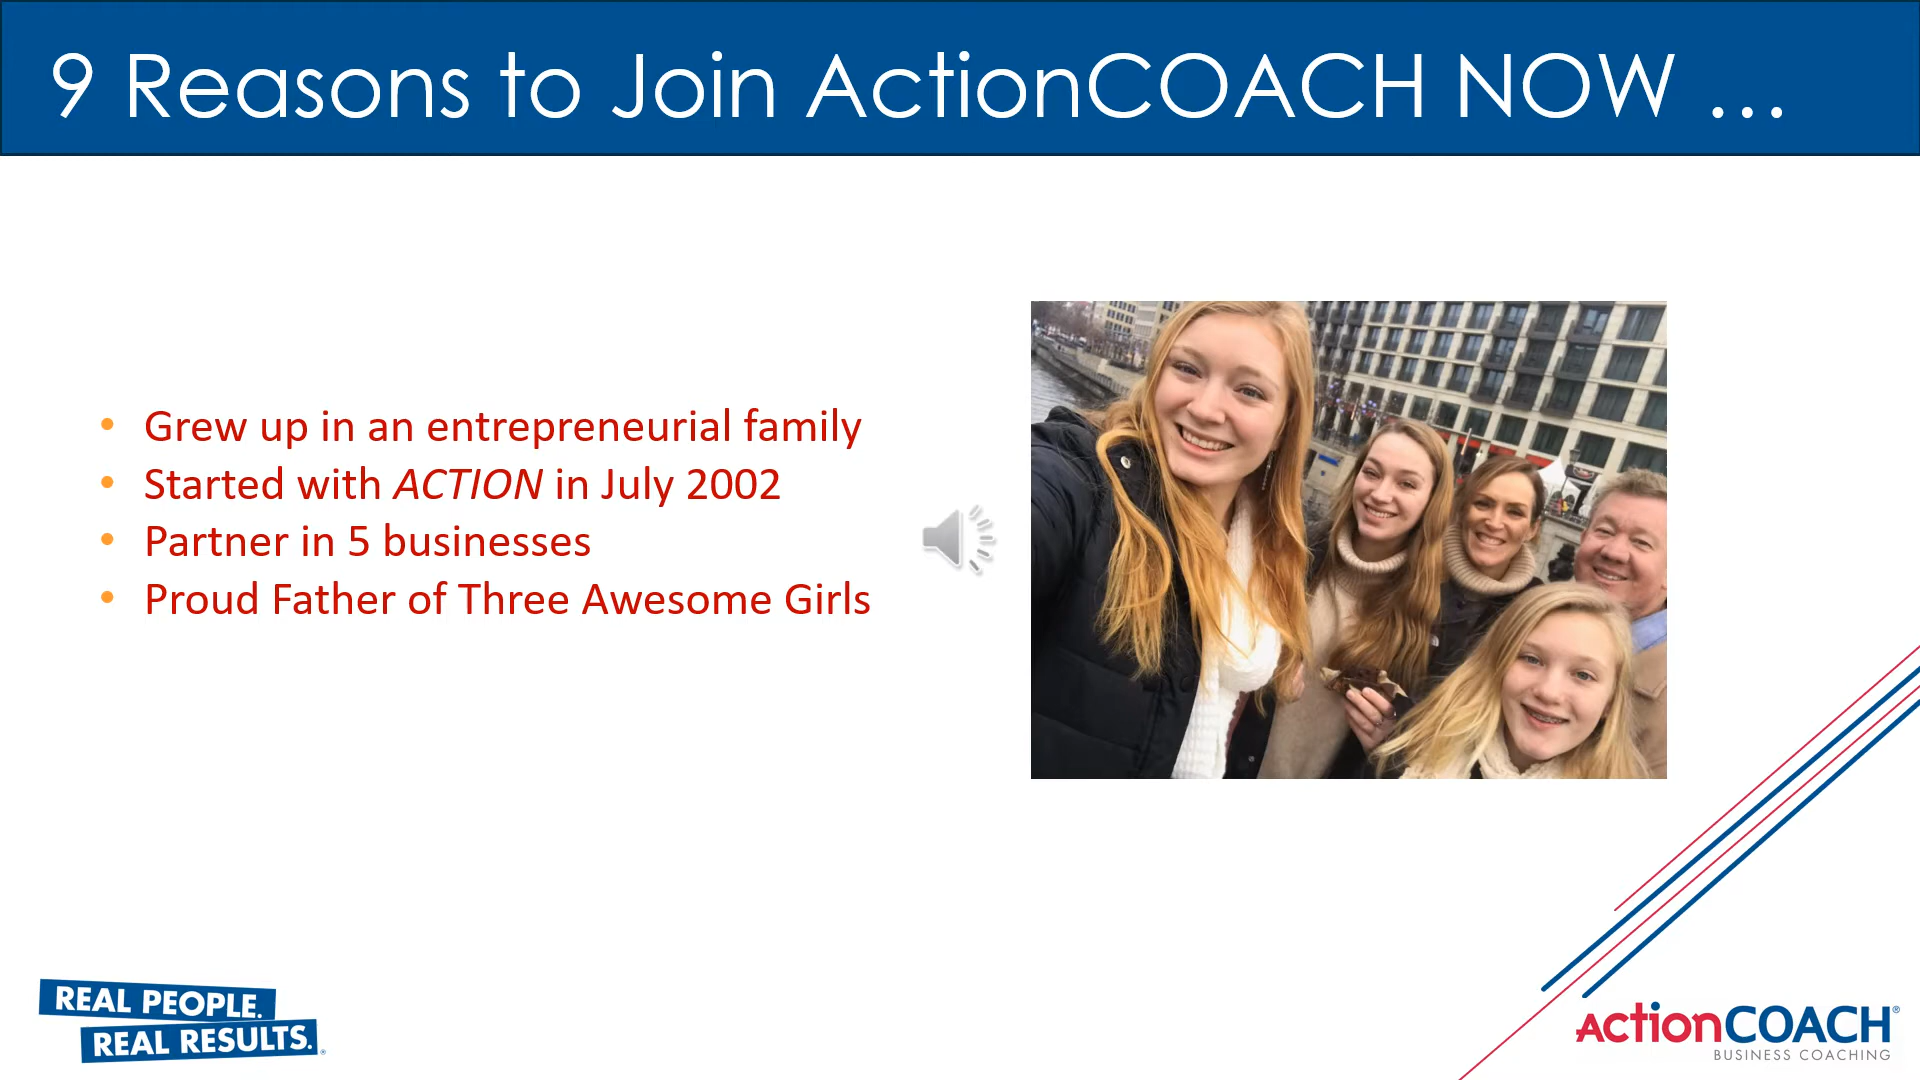 9 Reasons to Join ActionCOACH NOW ...
• Grew up in an entrepreneurial family
• Started with ACTION in July 2002
• Partner in 5 businesses
• Proud Father of Three Awesome Girls
REAL PEOPLE.
REAL RESULTS.
ActionCOACH®
BUSINESS COACHING